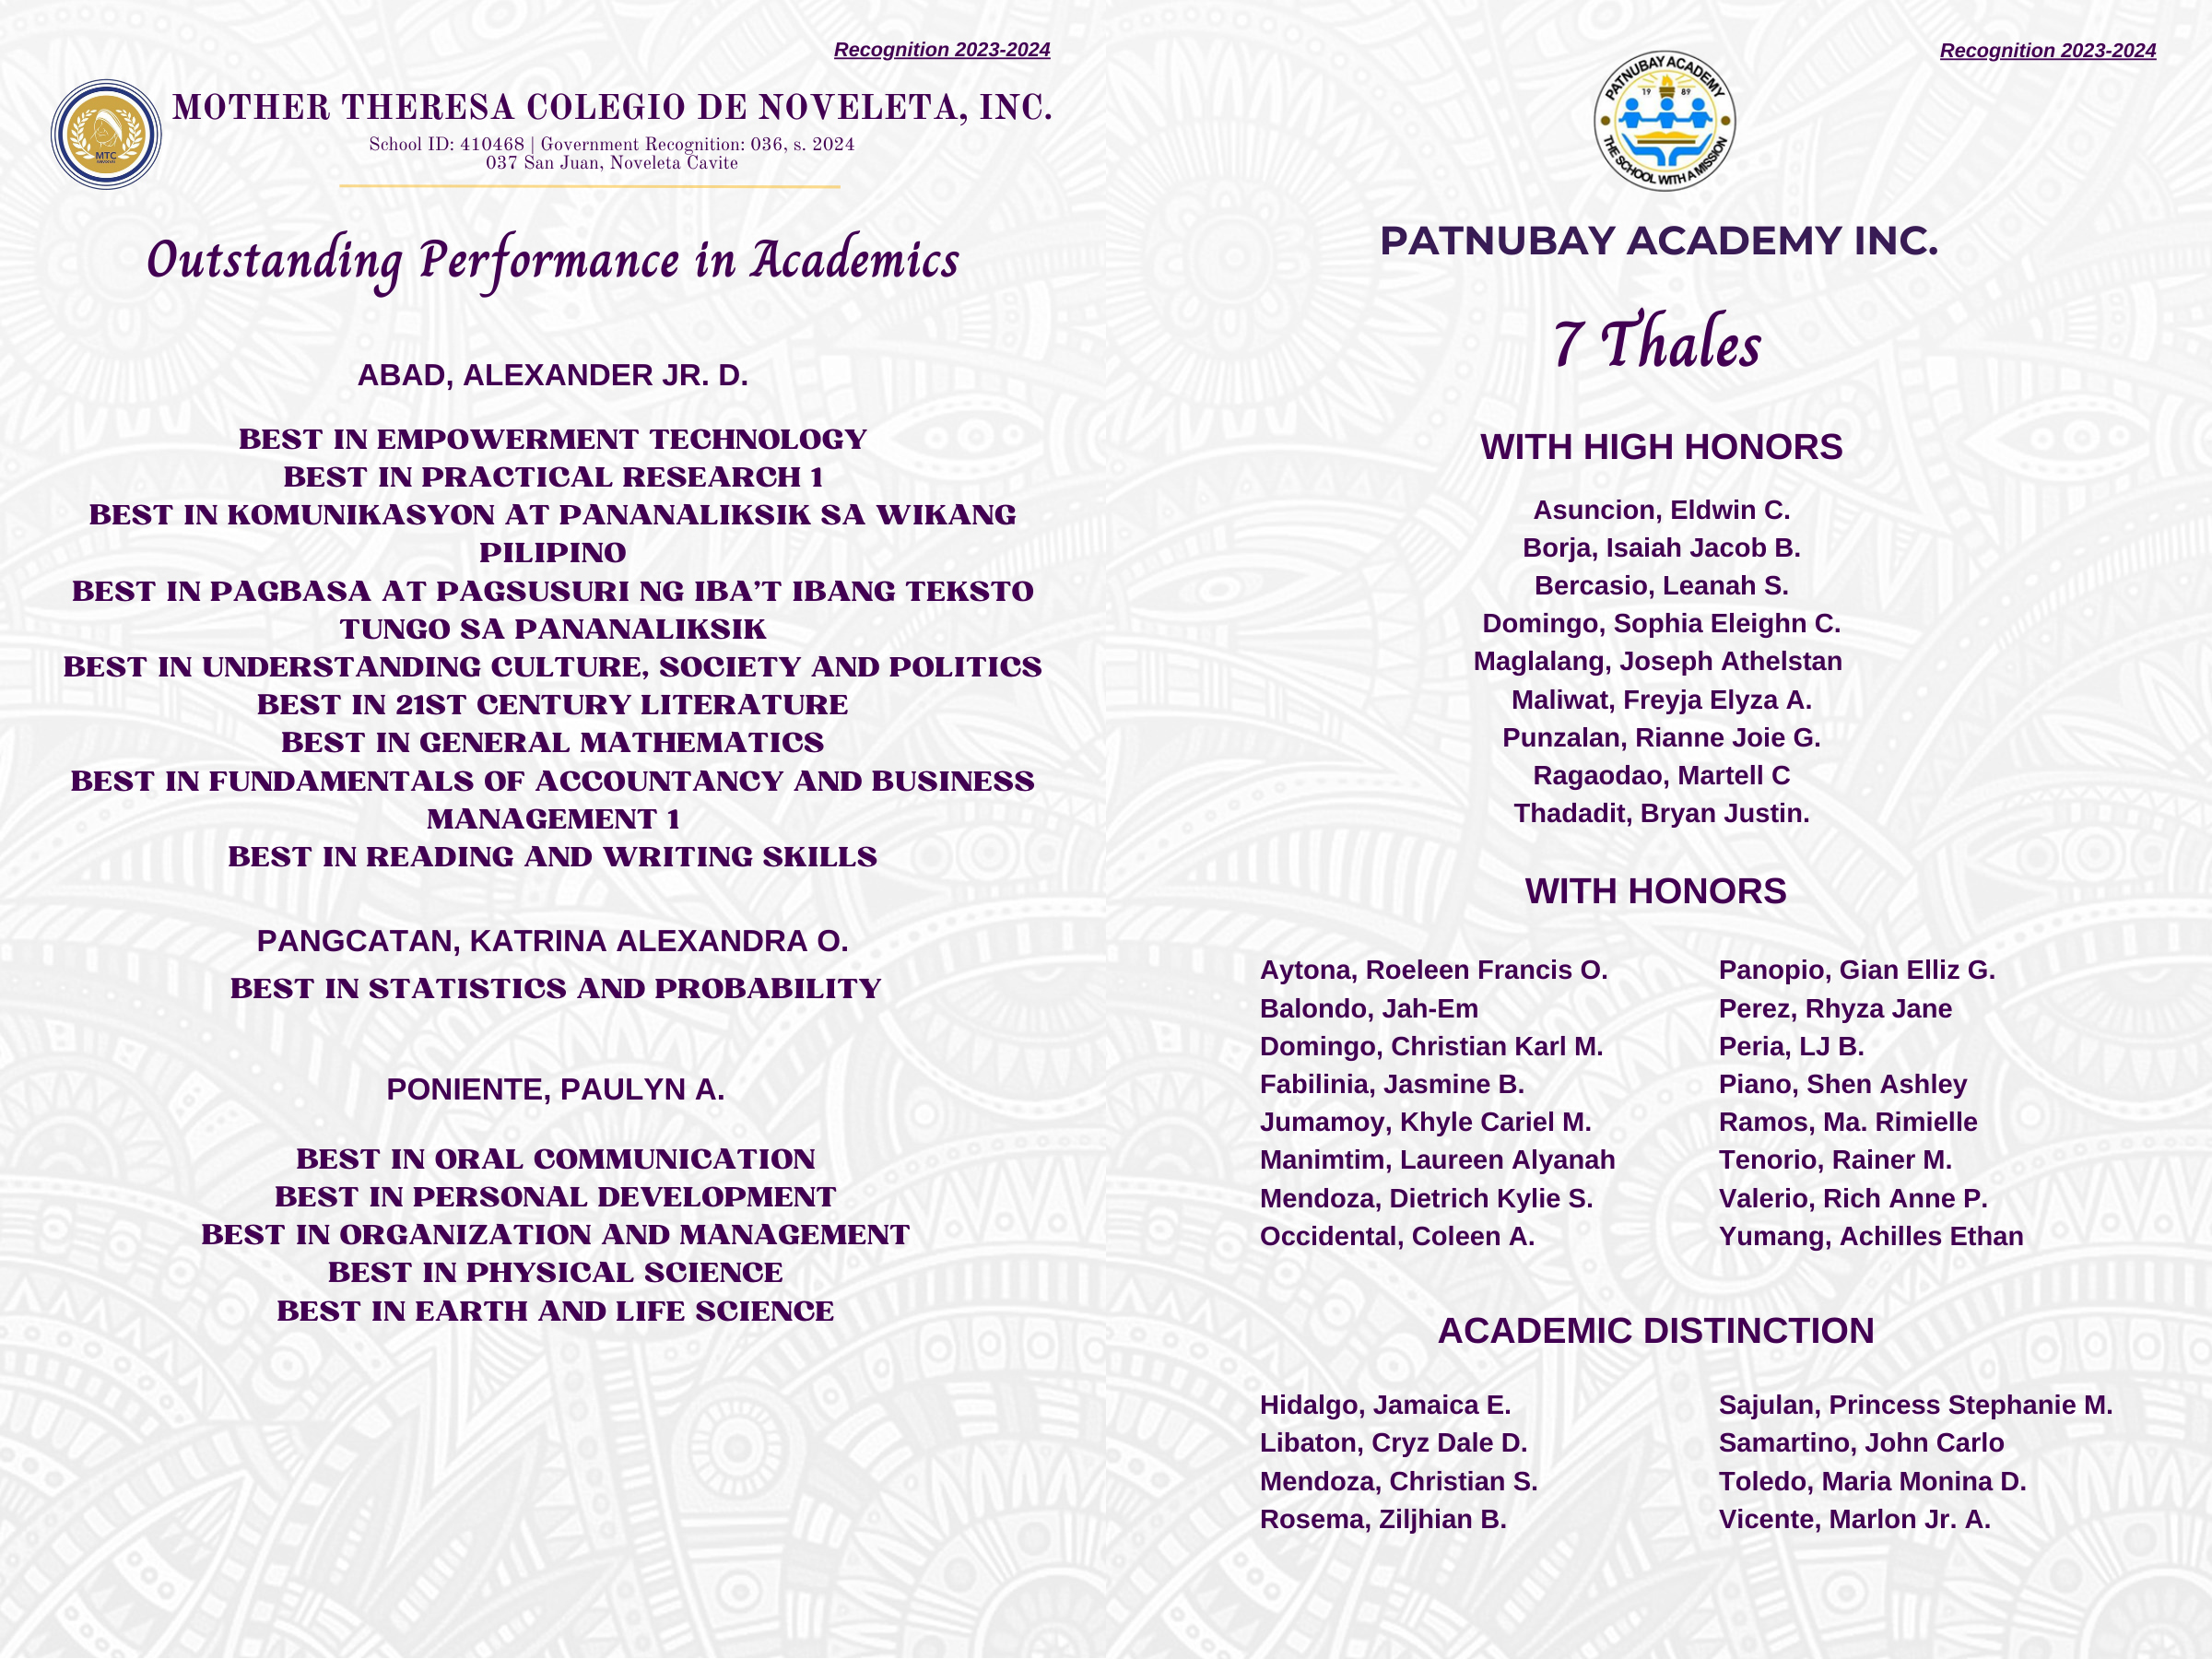 Recognition 2023-2024
MOTHER THERESA COLEGIO DE NOVELETA, INC.
School ID: 410468 | Government Recognition: 036, s. 2024
037 San Juan, Noveleta Cavite
MTC
Outstanding Performance in Academics
ABAD, ALEXANDER JR. D.
BEST IN EMPOWERMENT TECHNOLOGY
BEST IN PRACTICAL RESEARCH 1
BEST IN KOMUNIKASYON AT PANANALIKSIK SA WIKANG
PILIPINO
BEST IN PAGBASA AT PAGSUSURI NG IBA'T IBANG TEKSTO
TUNGO SA PANANALIKSIK
BEST IN UNDERSTANDING CULTURE, SOCIETY AND POLITICS
BEST IN 21ST CENTURY LITERATURE
BEST IN GENERAL MATHEMATICS
BEST IN FUNDAMENTALS OF ACCOUNTANCY AND BUSINESS
MANAGEMENT 1
BEST IN READING AND WRITING SKILLS
PANGCATAN, KATRINA ALEXANDRA O.
BEST IN STATISTICS AND PROBABILITY
PONIENTE, PAULYN A.
BEST IN ORAL COMMUNICATION
BEST IN PERSONAL DEVELOPMENT
BEST IN ORGANIZATION AND MANAGEMENT
BEST IN PHYSICAL SCIENCE
BEST IN EARTH AND LIFE SCIENCE
Recognition 2023-2024
PATNUBAY ACADEMY
19 89
THE SCHOOL WITH A MISSION
PATNUBAY ACADEMY INC.
7 Thales
WITH HIGH HONORS
Asuncion, Eldwin C.
Borja, Isaiah Jacob B.
Bercasio, Leanah S.
Domingo, Sophia Eleighn C.
Maglalang, Joseph Athelstan
Maliwat, Freyja Elyza A.
Punzalan, Rianne Joie G.
Ragaodao, Martell C
Thadadit, Bryan Justin.
WITH HONORS
Aytona, Roeleen Francis O.
Balondo, Jah-Em
Domingo, Christian Karl M.
Fabilinia, Jasmine B.
Jumamoy, Khyle Cariel M.
Manimtim, Laureen Alyanah
Mendoza, Dietrich Kylie S.
Occidental, Coleen A.
Panopio, Gian Elliz G.
Perez, Rhyza Jane
Peria, LJ B.
Piano, Shen Ashley
Ramos, Ma. Rimielle
Tenorio, Rainer M.
Valerio, Rich Anne P.
Yumang, Achilles Ethan
ACADEMIC DISTINCTION
Hidalgo, Jamaica E.
Libaton, Cryz Dale D.
Mendoza, Christian S.
Rosema, Ziljhian B.
Sajulan, Princess Stephanie M.
Samartino, John Carlo
Toledo, Maria Monina D.
Vicente, Marlon Jr. A.